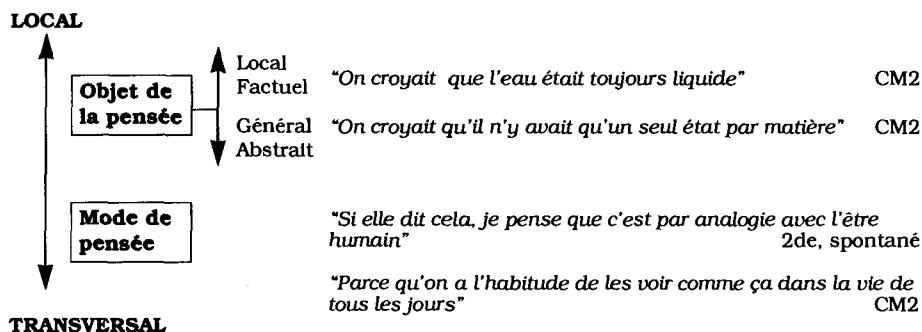 LOCAL
Objet de
la pensée
Local
Factuel
"On croyait que l'eau était toujours liquide" CM2
Général
Abstrait
"On croyait qu'il n'y avait qu'un seul état par matière" CM2
Mode de
pensée
"Si elle dit cela, je pense que c'est par analogie avec l'être
humain" 2de, spontané
"Parce qu'on a l'habitude de les voir comme ça dans la vie de
tous les jours" CM2
TRANSVERSAL